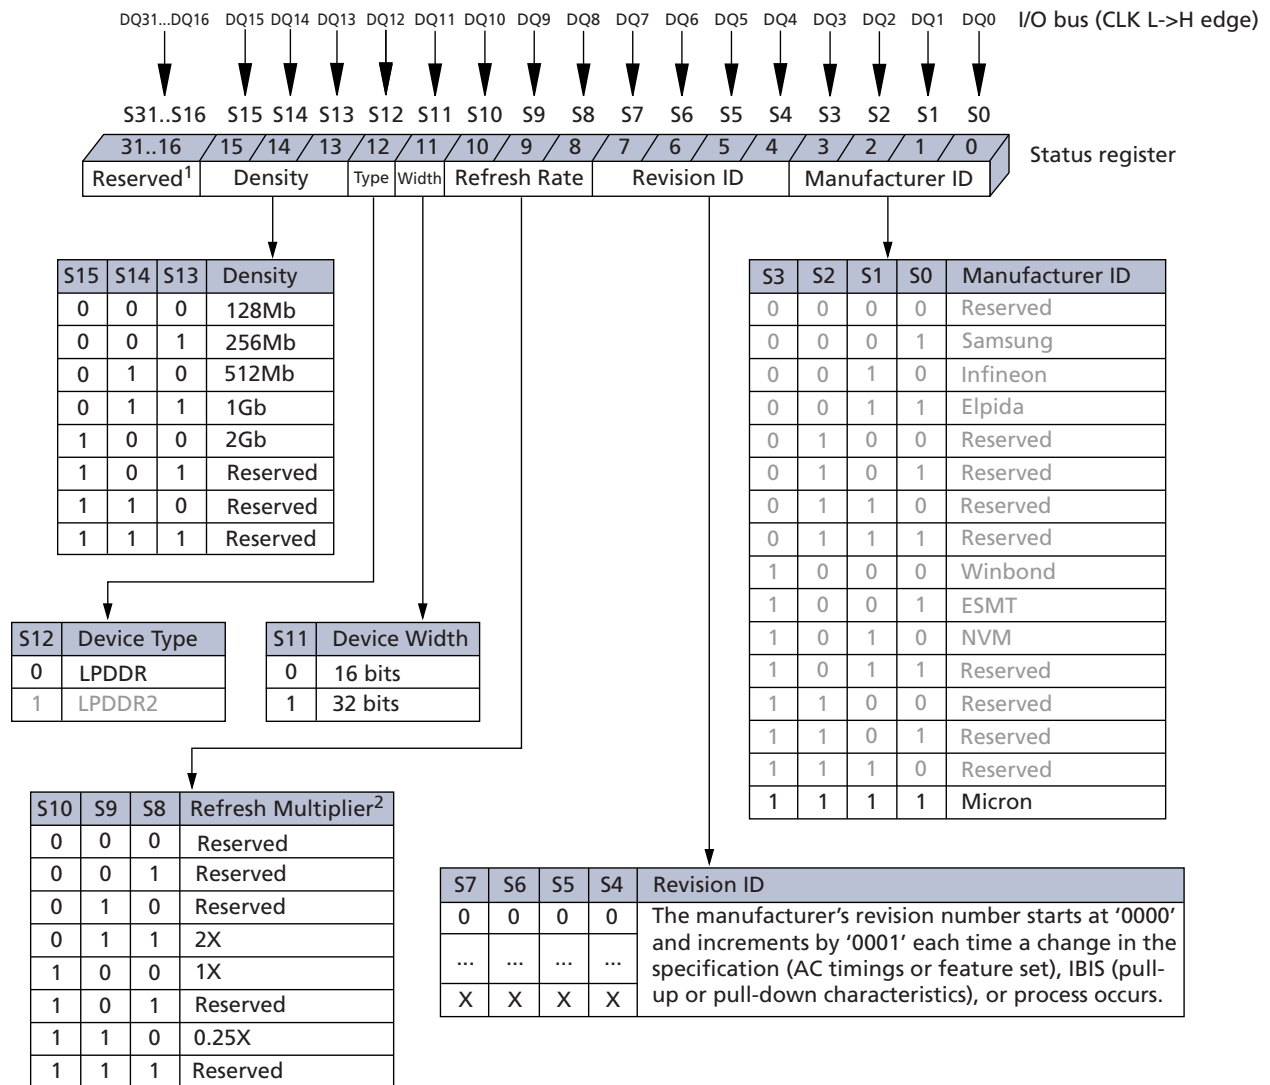 DQ31...DQ16 DQ15 DQ14 DQ13 DQ12 DQ11 DQ10 DQ9 DQ8 DQ7 DQ6 DQ5 DQ4 DQ3 DQ2 DQ1 DQ0 I/O bus (CLK L->H edge)
S31..S16 S15 S14 S13 S12 S11 S10 S9 S8 S7 S6 S5 S4 S3 S2 S1 S0
31..16 15 14 13 12 11 10 9 8 7 6 5 4 3 2 1 0 Status register
Reserved1 Density Type Width Refresh Rate Revision ID Manufacturer ID
S15 S14 S13 Density
0 0 0 128Mb
0 0 1 256Mb
0 1 0 512Mb
0 1 1 1Gb
1 0 0 2Gb
1 0 1 Reserved
1 1 0 Reserved
1 1 1 Reserved
S3 S2 S1 S0 Manufacturer ID
0 0 0 0 Reserved
0 0 0 1 Samsung
0 0 1 0 Infineon
0 0 1 1 Elpida
0 1 0 0 Reserved
0 1 0 1 Reserved
0 1 1 0 Reserved
0 1 1 1 Reserved
1 0 0 0 Winbond
1 0 0 1 ESMT
1 0 1 0 NVM
1 0 1 1 Reserved
1 1 0 0 Reserved
1 1 0 1 Reserved
1 1 1 0 Reserved
1 1 1 1 Micron
S12 Device Type
0 LPDDR
1 LPDDR2
S11 Device Width
0 16 bits
1 32 bits
S10 S9 S8 Refresh Multiplier2
0 0 0 Reserved
0 0 1 Reserved
0 1 0 Reserved
0 1 1 2X
1 0 0 1X
1 0 1 Reserved
1 1 0 0.25X
1 1 1 Reserved
S7 S6 S5 S4 Revision ID
0 0 0 0 The manufacturer's revision number starts at '0000'
and increments by '0001' each time a change in the
... ... ... ... specification (AC timings or feature set), IBIS (pull-
X X X X up or pull-down characteristics), or process occurs.